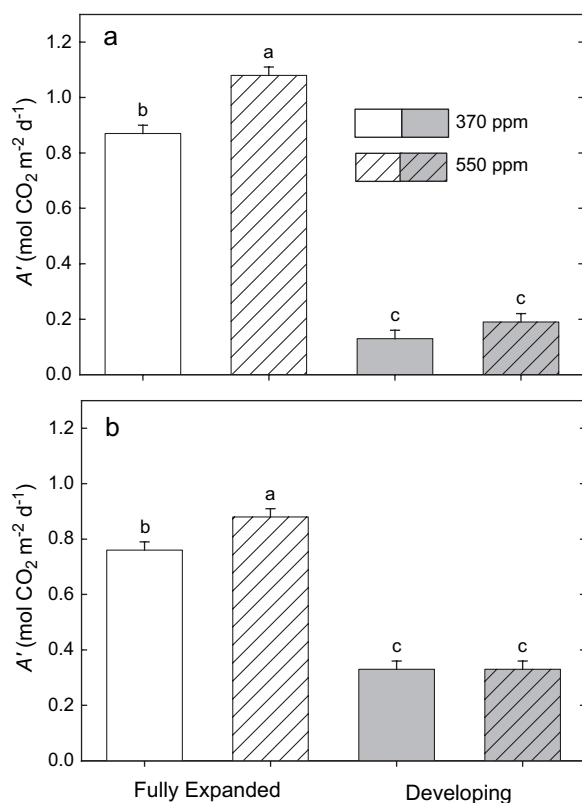 a
1.2
1.0
0.8
0.6
0.4
0.2
0.0
A' (mol CO₂ m⁻² d⁻¹)
b
a
c
c
370 ppm
550 ppm
b
1.2
1.0
0.8
0.6
0.4
0.2
0.0
A' (mol CO₂ m⁻² d⁻¹)
b
a
c
c
Fully Expanded
Developing